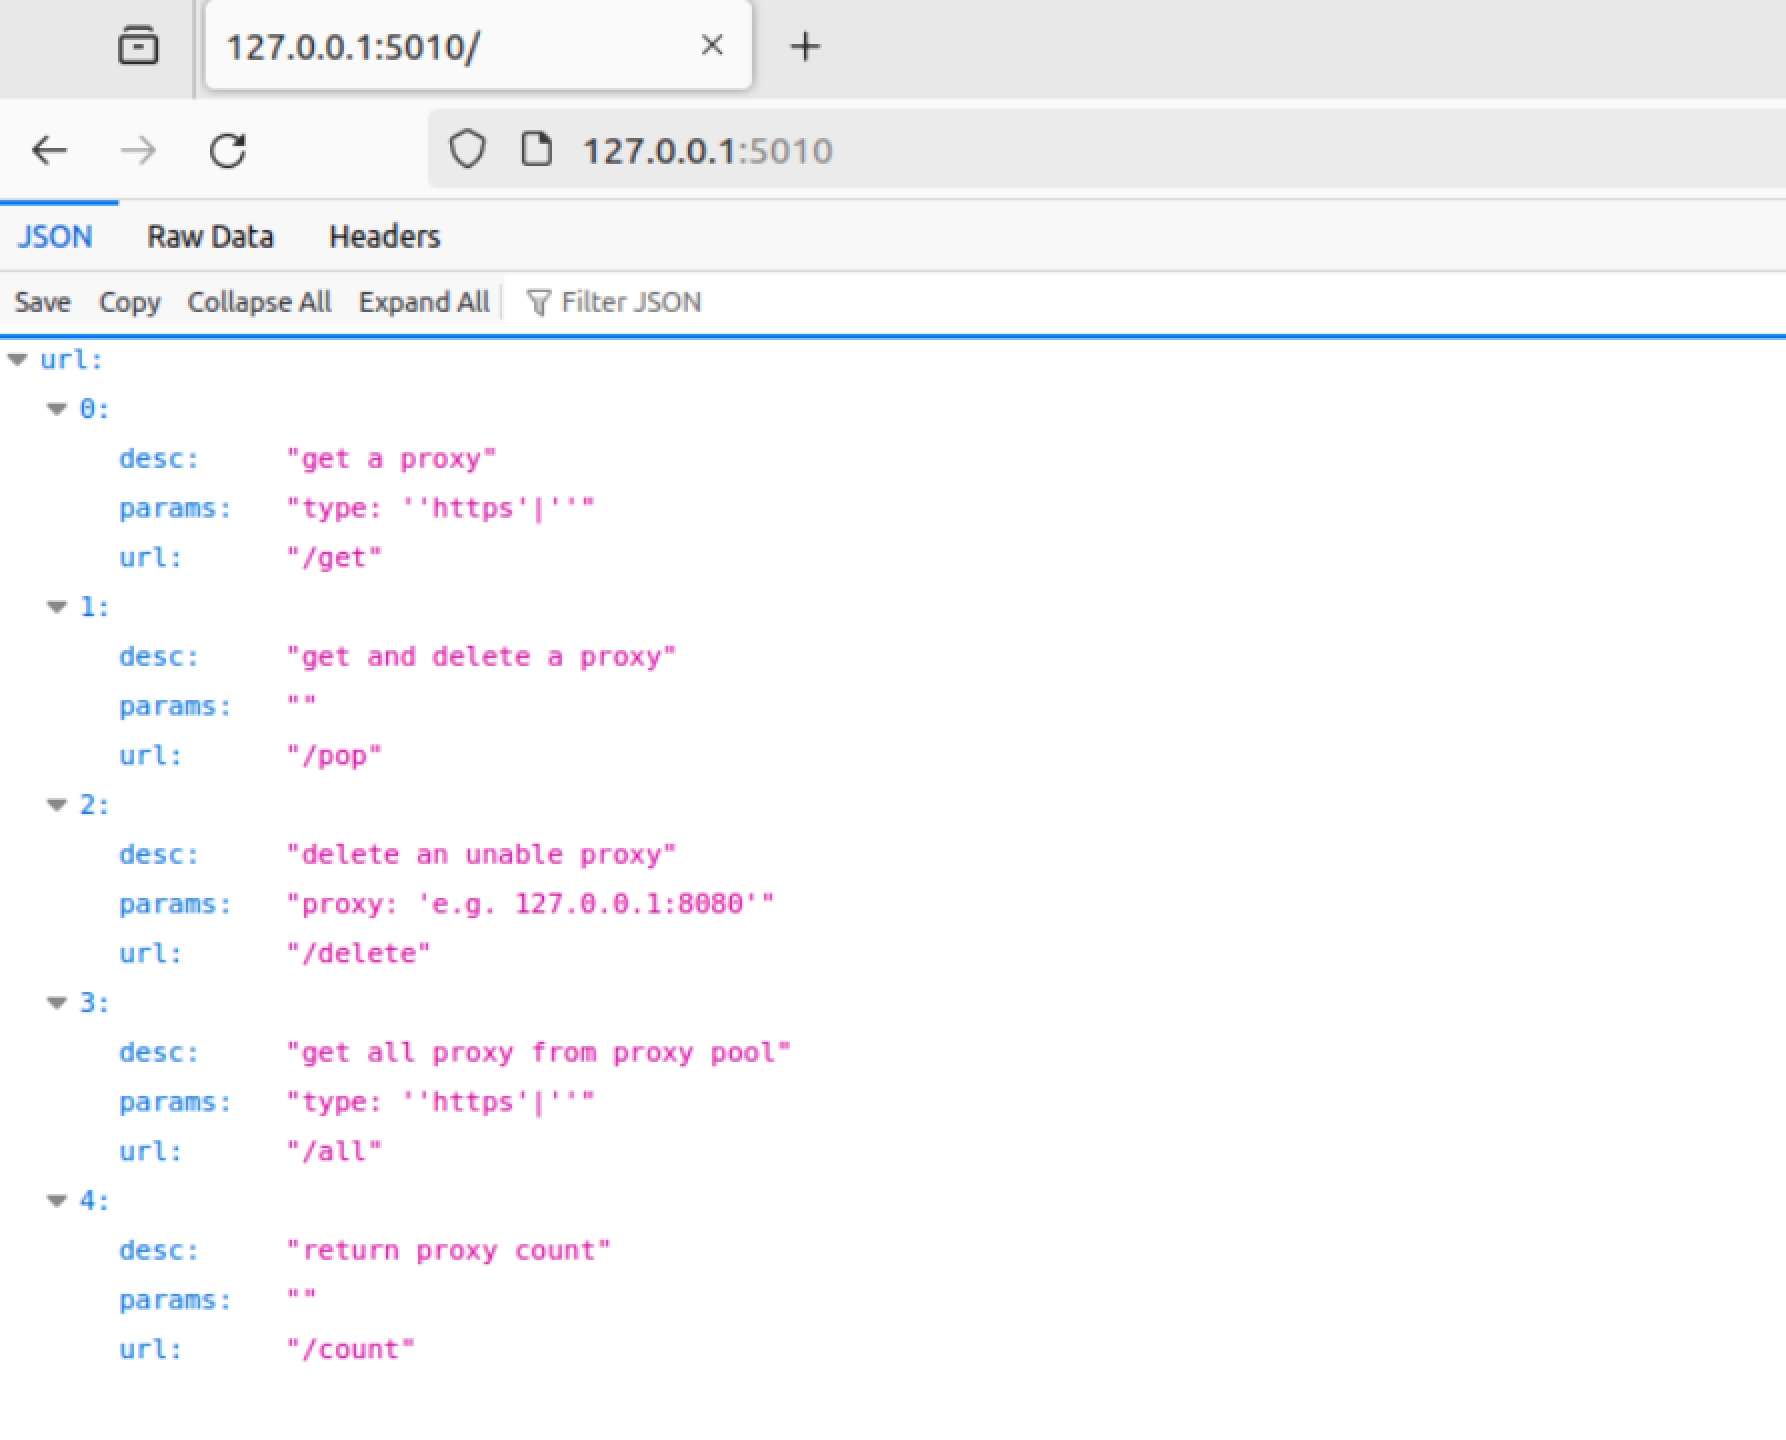 127.0.0.1:5010/
127.0.0.1:5010
JSON Raw Data Headers
Save Copy Collapse All Expand All Filter JSON
url:
0:
desc: "get a proxy"
params: "type: ''https'|''"
url: "/get"
1:
desc: "get and delete a proxy"
params: ""
url: "/pop"
2:
desc: "delete an unable proxy"
params: "proxy: 'e.g. 127.0.0.1:8080'"
url: "/delete"
3:
desc: "get all proxy from proxy pool"
params: "type: ''https'|''"
url: "/all"
4:
desc: "return proxy count"
params: ""
url: "/count"